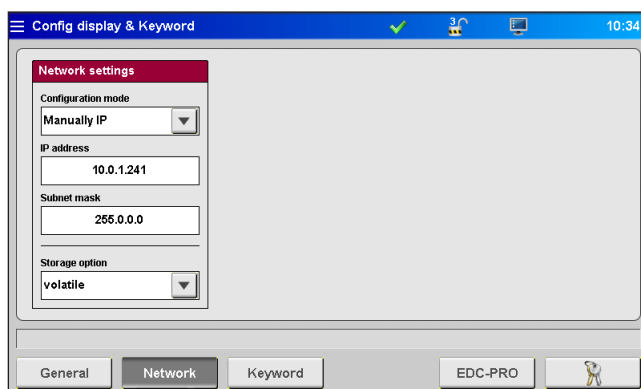 Config display & Keyword
3
10:34
Network settings
Configuration mode
Manually IP
IP address
10.0.1.241
Subnet mask
255.0.0.0
Storage option
volatile
General
Network
Keyword
EDC-PRO